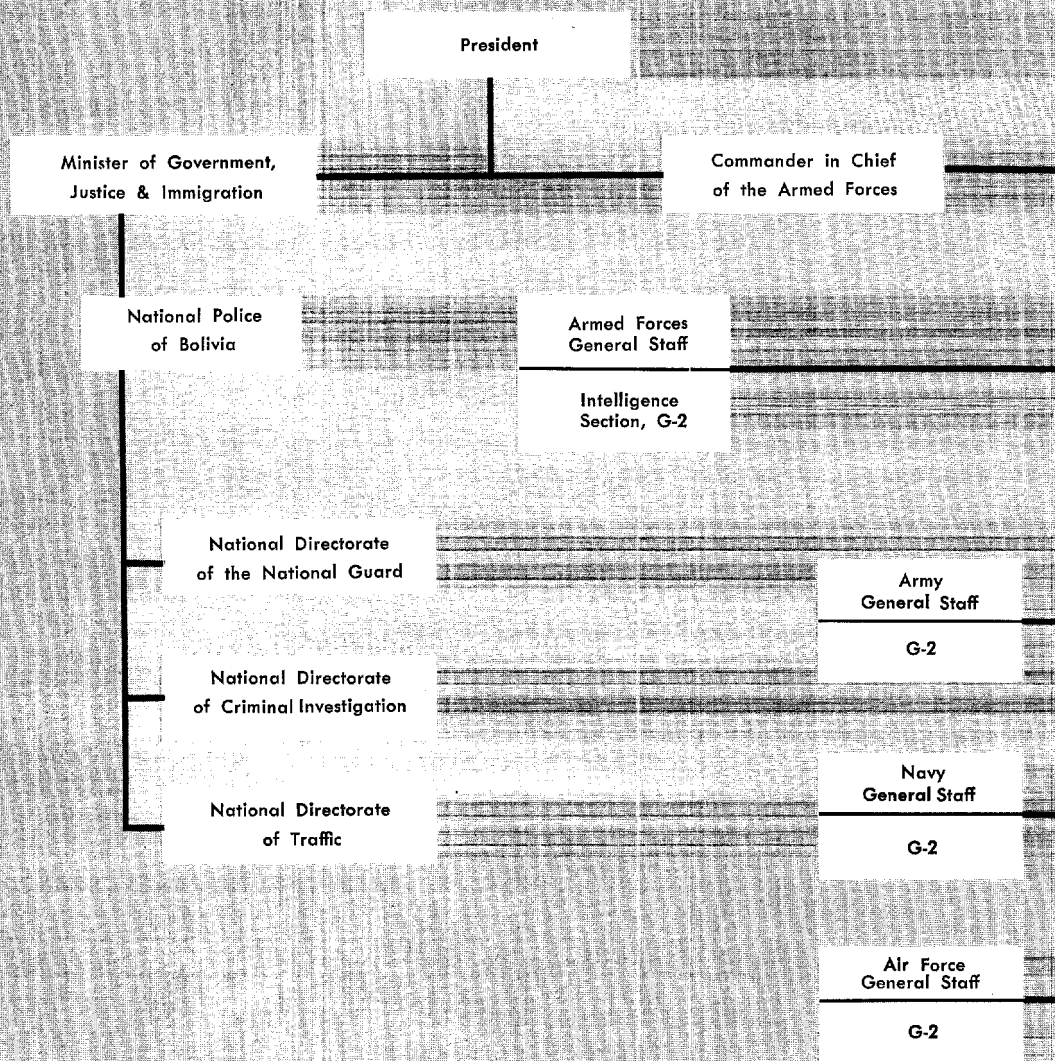 President
Minister of Government,
Justice & Immigration
Commander in Chief
of the Armed Forces
National Police
of Bolivia
Armed Forces
General Staff
Intelligence
Section, G-2
National Directorate
of the National Guard
Army
General Staff
G-2
National Directorate
of Criminal Investigation
Navy
General Staff
G-2
National Directorate
of Traffic
Air Force
General Staff
G-2